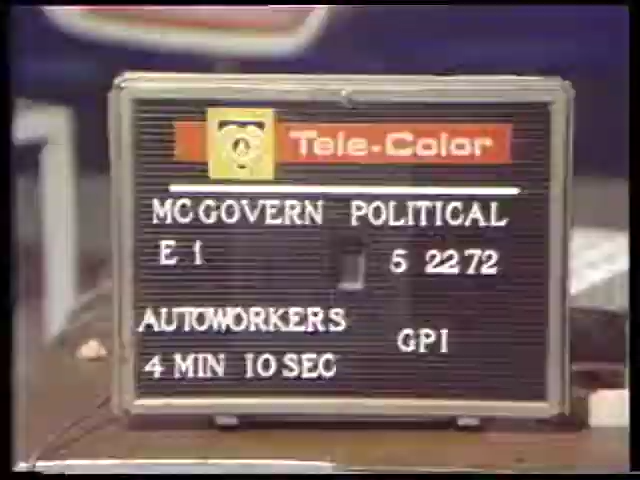 Tele-Color
MC GOVERN POLITICAL
E 1 5 22 72
AUTOWORKERS
GPI
4 MIN 10 SEC